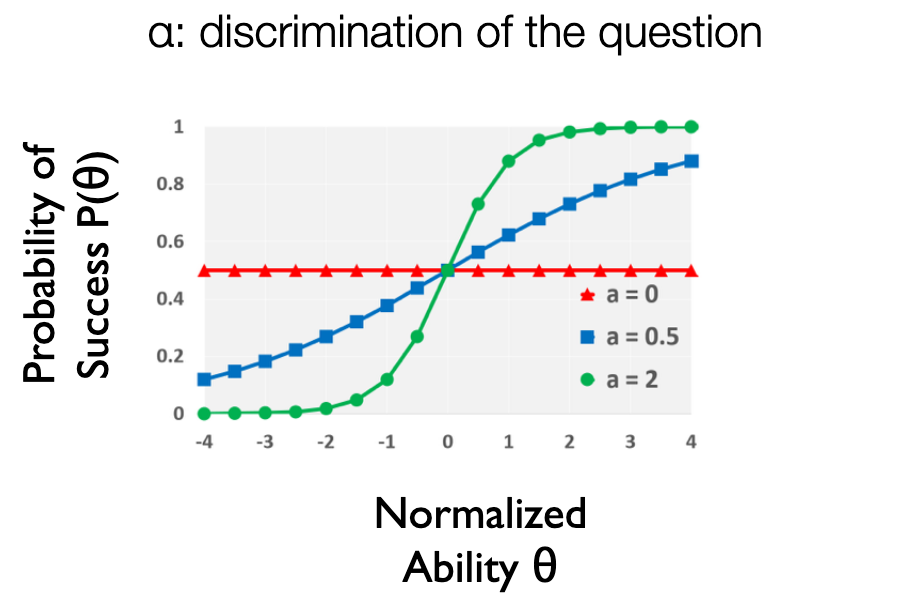 α: discrimination of the question
Probability of
Success P(θ)
1
0.8
0.6
0.4
0.2
0
-4 -3 -2 -1 0 1 2 3 4
a = 0
a = 0.5
a = 2
Normalized
Ability θ